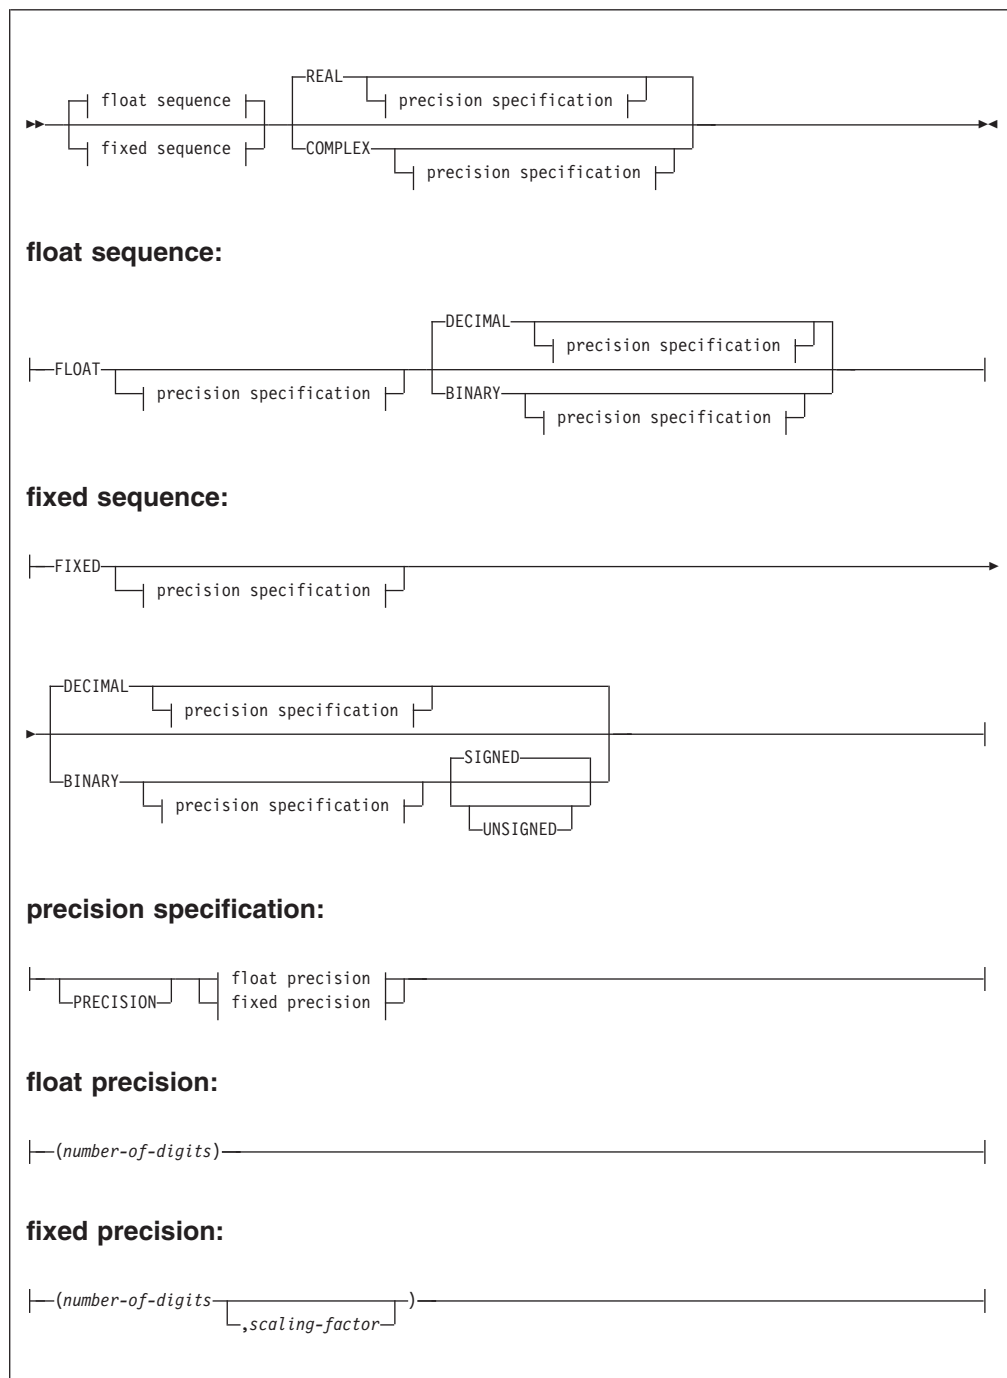 REAL
precision specification
float sequence
fixed sequence
COMPLEX
precision specification
float sequence:
DECIMAL
precision specification
FLOAT
precision specification
BINARY
precision specification
fixed sequence:
FIXED
precision specification
DECIMAL
precision specification
SIGNED
BINARY
precision specification
UNSIGNED
precision specification:
float precision
PRECISION
fixed precision
float precision:
(number-of-digits)
fixed precision:
(number-of-digits )
,scaling-factor